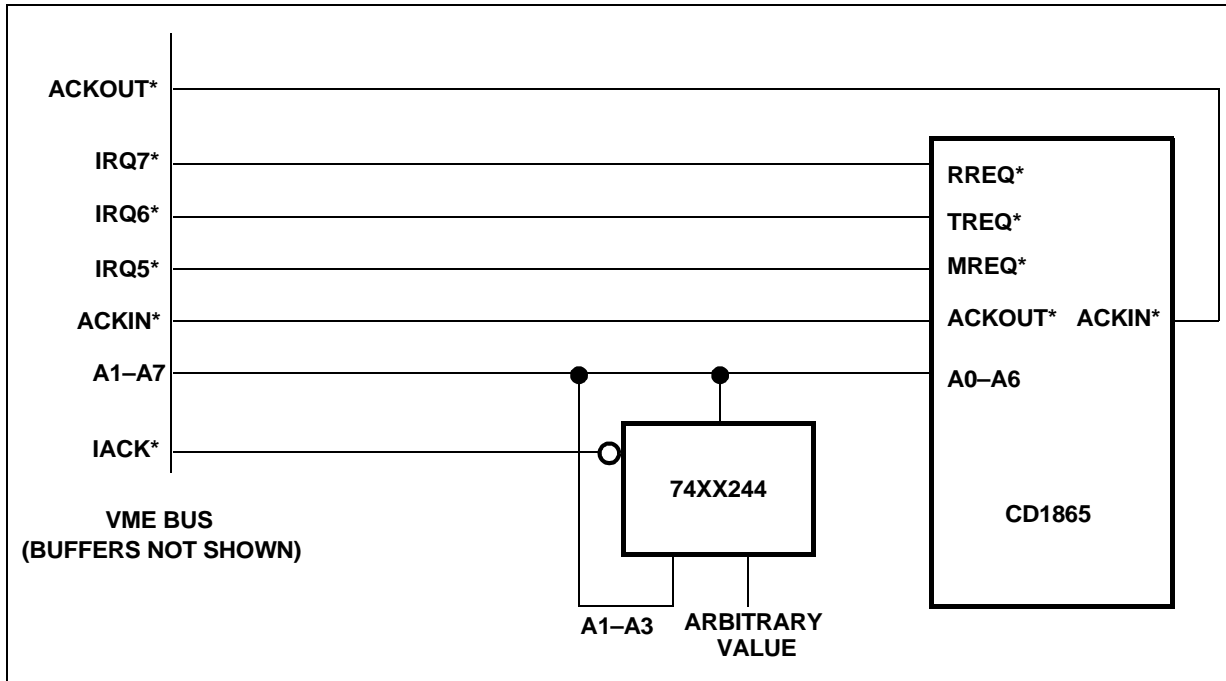 ACKOUT*
IRQ7*
RREQ*
IRQ6*
TREQ*
IRQ5*
MREQ*
ACKIN*
ACKOUT* ACKIN*
A1–A7
A0–A6
IACK*
74XX244
CD1865
VME BUS
(BUFFERS NOT SHOWN)
A1–A3
ARBITRARY
VALUE